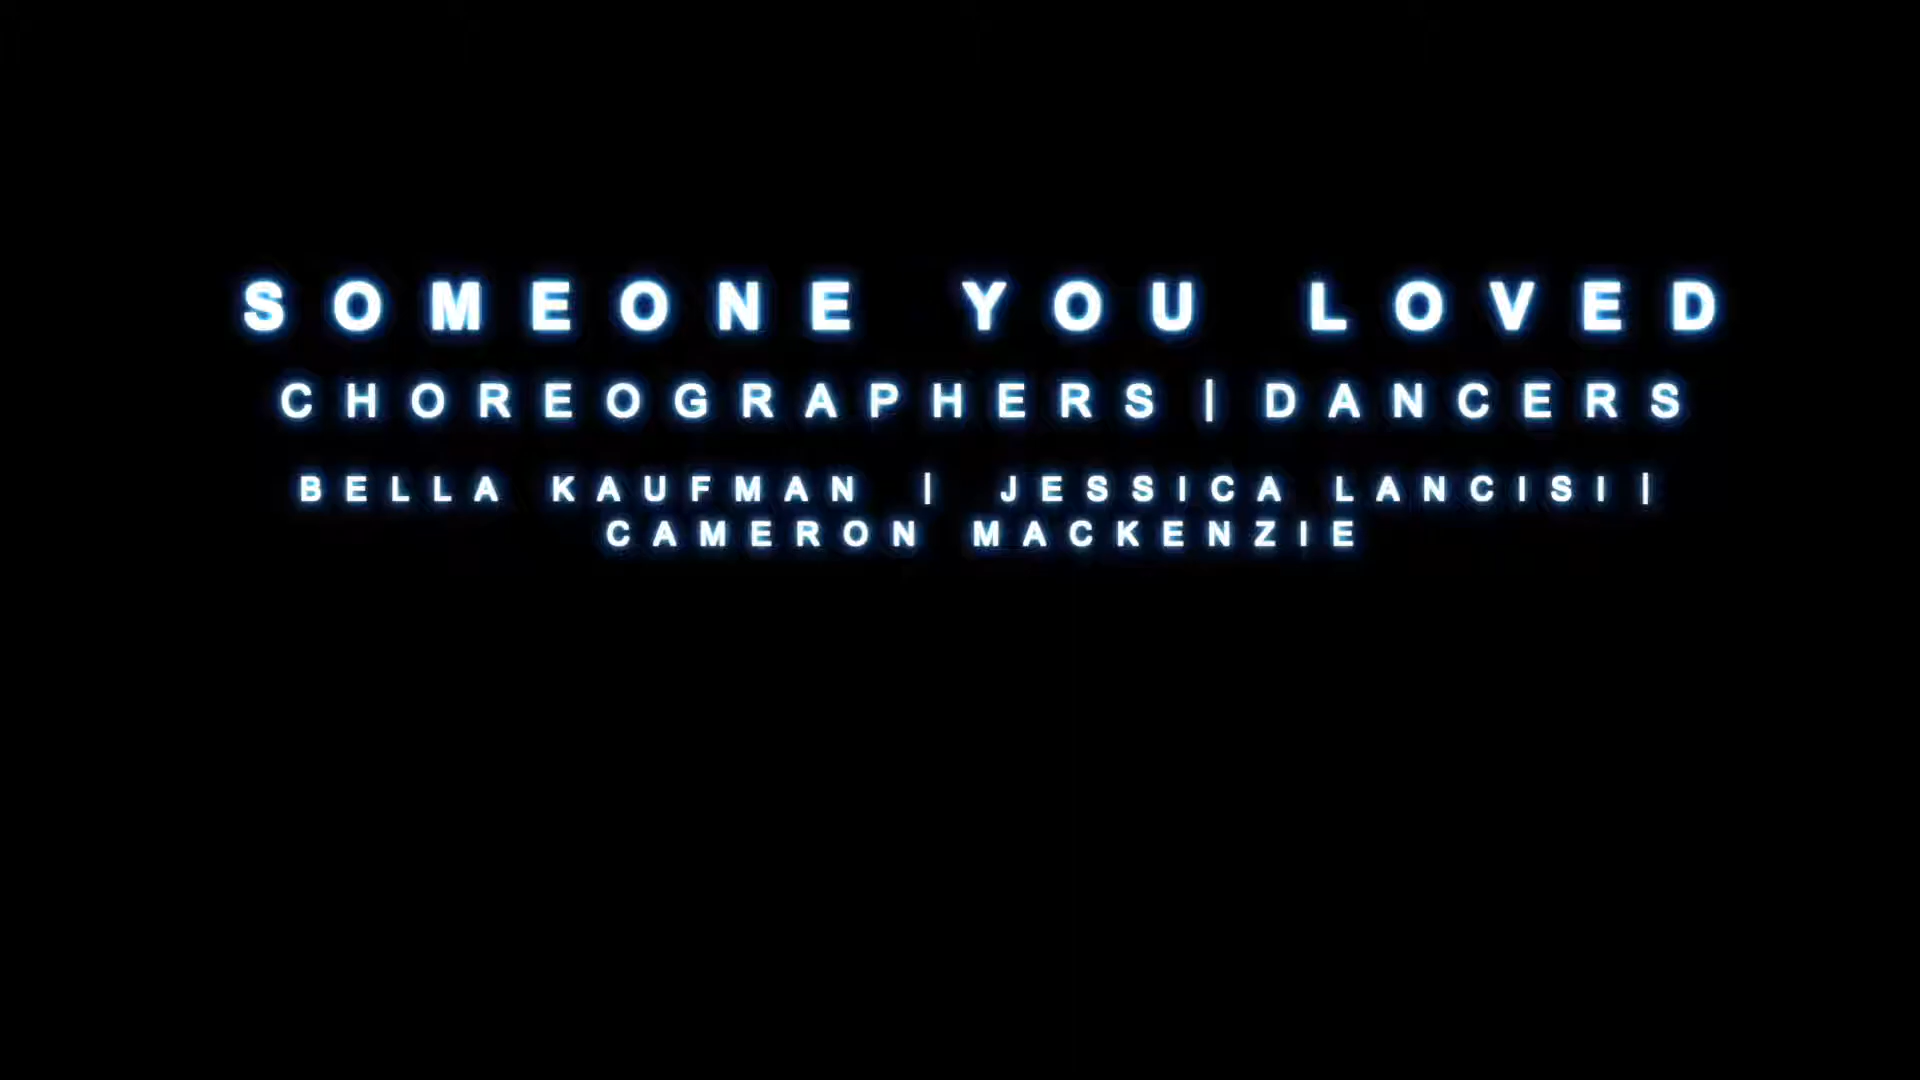 SOMEONE YOU LOVED
CHOREOGRAPHERS|DANCERS
BELLA KAUFMAN | JESSICA LANCISI|
CAMERON MACKENZIE